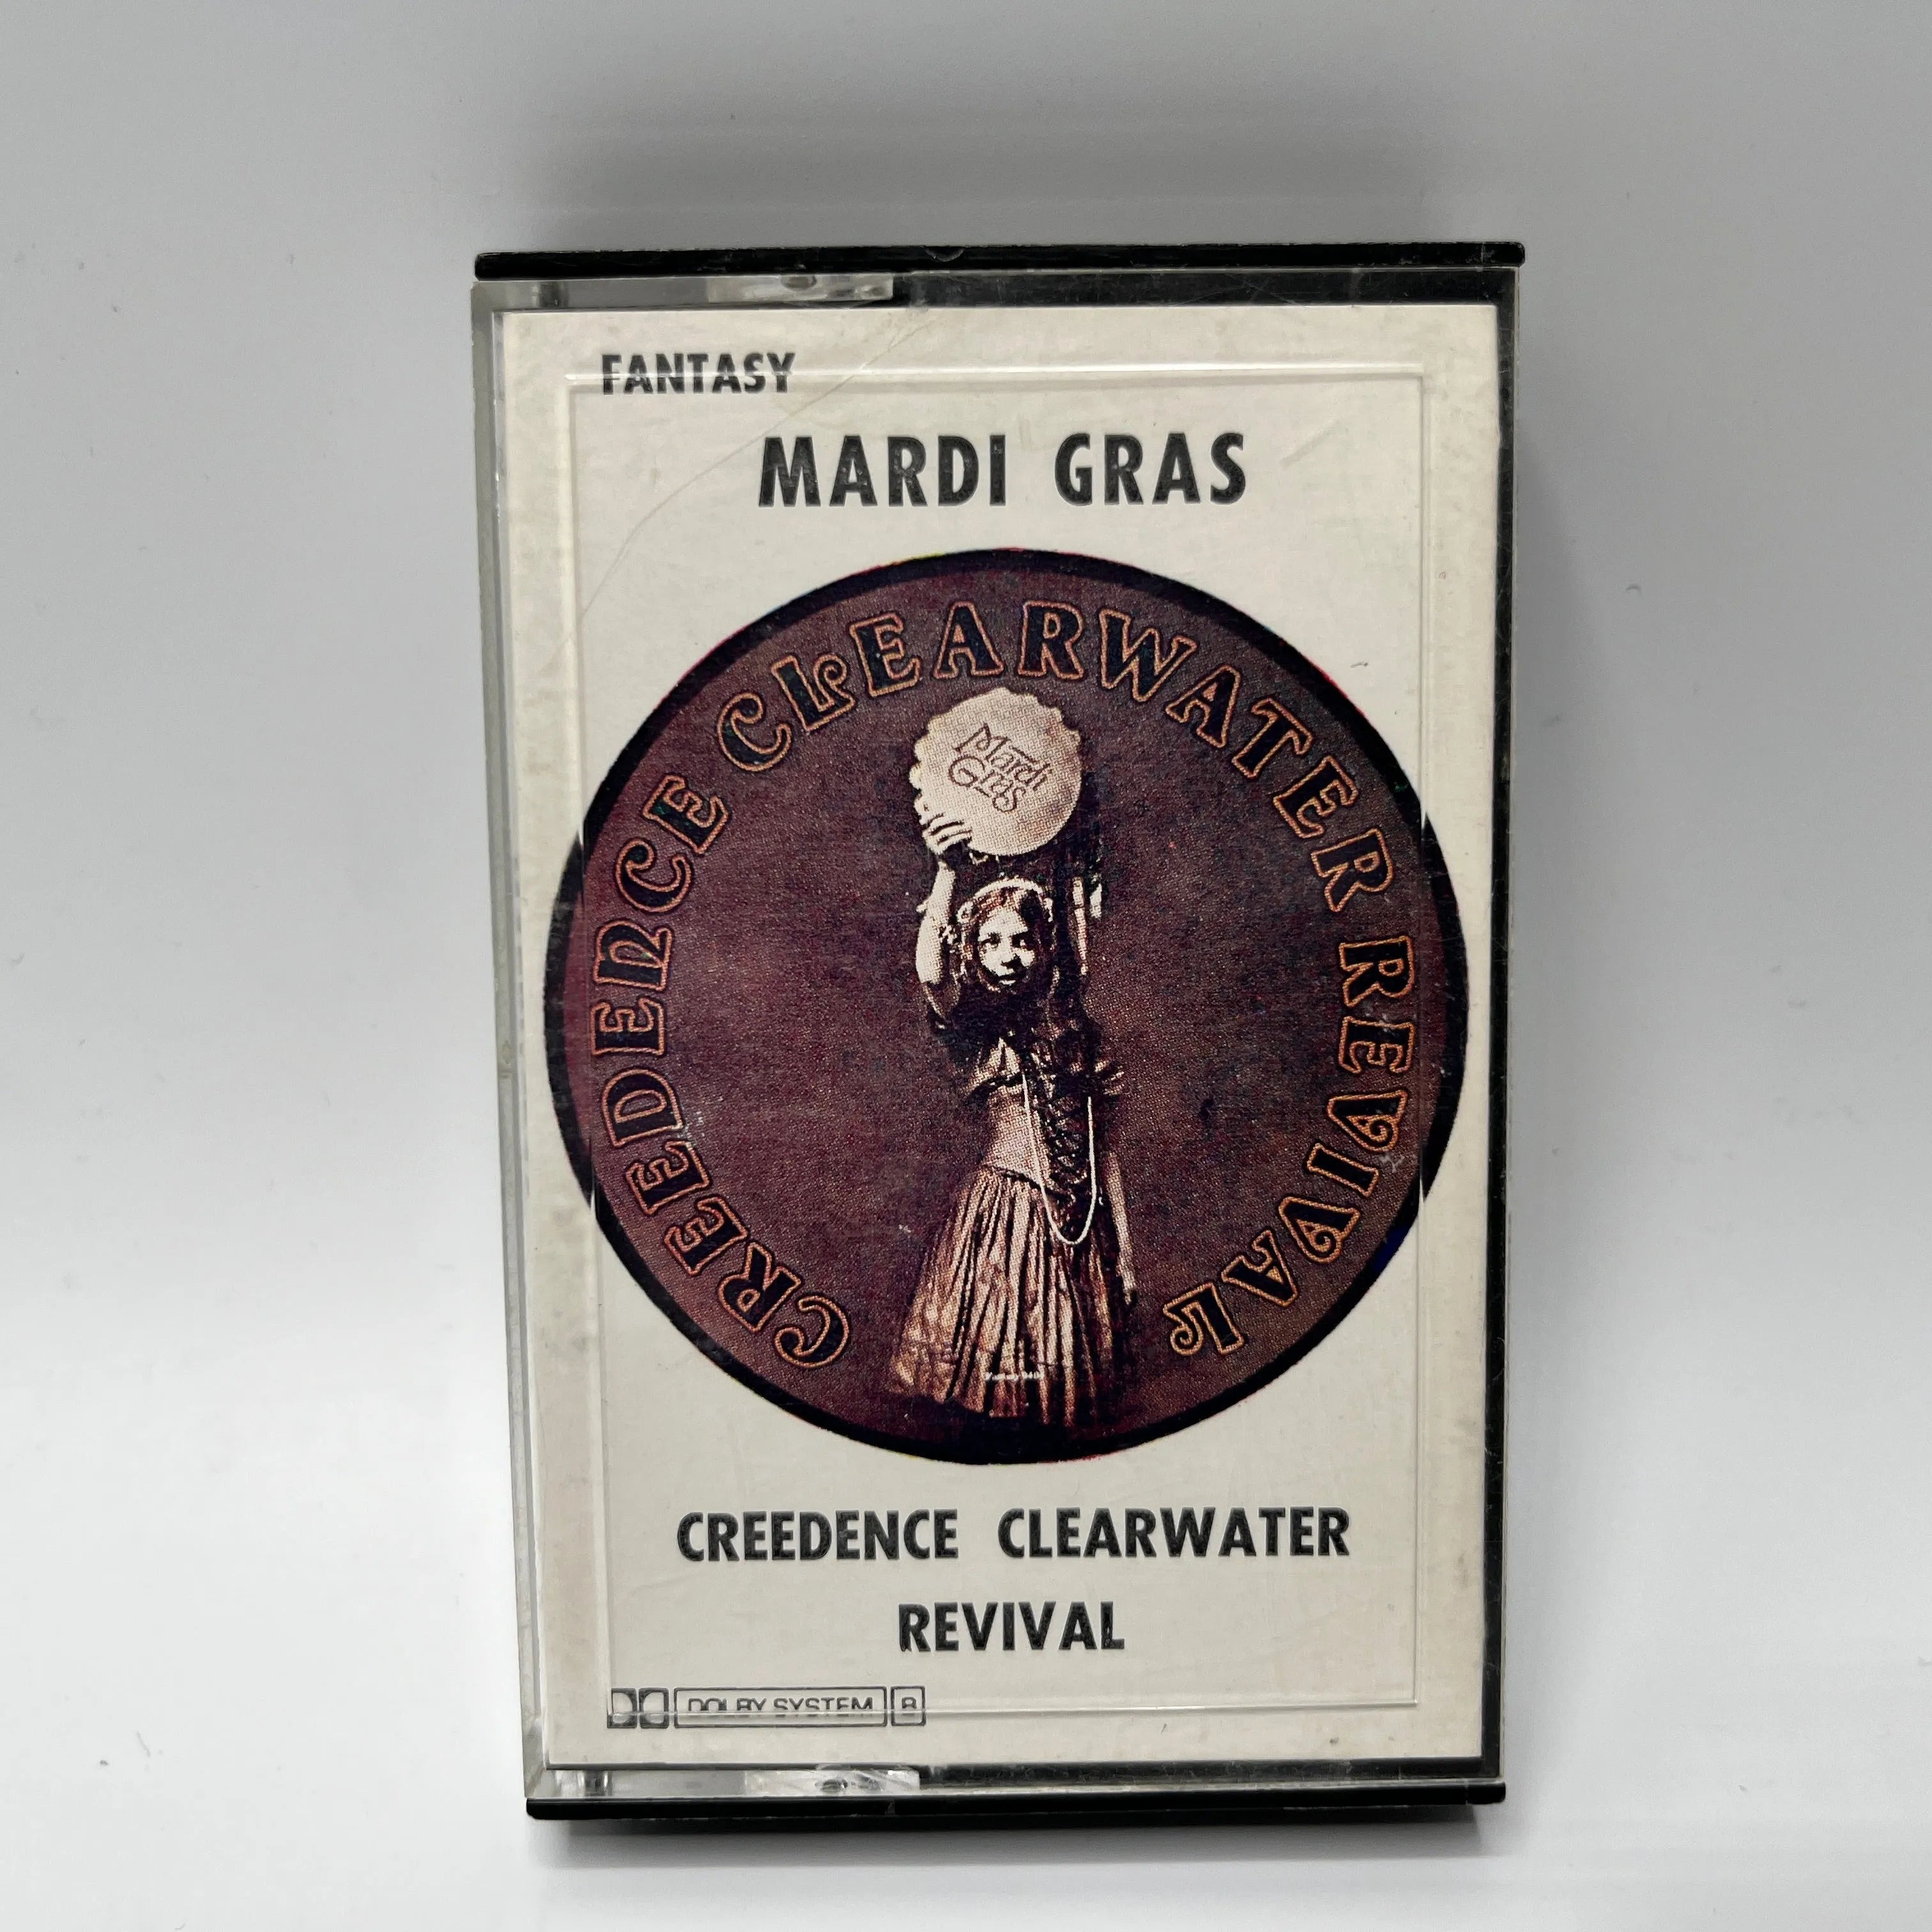 FANTASY
MARDI GRAS
CREEDENCE CLEARWATER REVIVAL
Mardi
Gras
CREEDENCE CLEARWATER
REVIVAL
DOLBY SYSTEM B